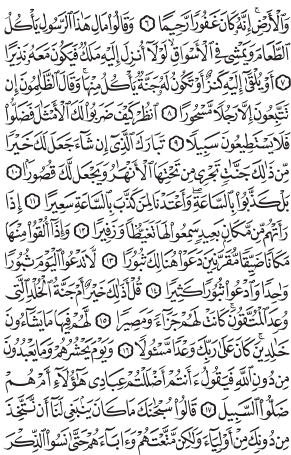 وَٱلْأَرْضِۚ إِنَّهُۥ كَانَ غَفُورًا رَّحِيمًا ٦ وَقَالُوا۟ مَالِ هَٰذَا ٱلرَّسُولِ يَأْكُلُ
ٱلطَّعَامَ وَيَمْشِى فِى ٱلْأَسْوَاقِۙ لَوْلَآ أُنزِلَ إِلَيْهِ مَلَكٌ فَيَكُونَ مَعَهُۥ نَذِيرًا
٧ أَوْ يُلْقَىٰٓ إِلَيْهِ كَنزٌ أَوْ تَكُونُ لَهُۥ جَنَّةٌ يَأْكُلُ مِنْهَاۚ وَقَالَ ٱلظَّٰلِمُونَ إِن
تَتَّبِعُونَ إِلَّا رَجُلًا مَّسْحُورًا ٨ ٱنظُرْ كَيْفَ ضَرَبُوا۟ لَكَ ٱلْأَمْثَٰلَ فَضَلُّوا۟
فَلَا يَسْتَطِيعُونَ سَبِيلًا ٩ تَبَارَكَ ٱلَّذِىٓ إِن شَآءَ جَعَلَ لَكَ خَيْرًا
مِّن ذَٰلِكَ جَنَّٰتٍ تَجْرِى مِن تَحْتِهَا ٱلْأَنْهَٰرُ وَيَجْعَل لَّكَ قُصُورًۢا ١٠
بَلْ كَذَّبُوا۟ بِٱلسَّاعَةِۖ وَأَعْتَدْنَا لِمَن كَذَّبَ بِٱلسَّاعَةِ سَعِيرًا ١١ إِذَا
رَأَتْهُم مِّن مَّكَانٍۭ بَعِيدٍ سَمِعُوا۟ لَهَا تَغَيُّظًا وَزَفِيرًا ١٢ وَإِذَآ أُلْقُوا۟ مِنْهَا
مَكَانًا ضَيِّقًا مُّقَرَّنِينَ دَعَوْا۟ هُنَالِكَ ثُبُورًا ١٣ لَّا تَدْعُوا۟ ٱلْيَوْمَ ثُبُورًا
وَٰحِدًا وَٱدْعُوا۟ ثُبُورًا كَثِيرًا ١٤ قُلْ أَذَٰلِكَ خَيْرٌ أَمْ جَنَّةُ ٱلْخُلْدِ ٱلَّتِى
وُعِدَ ٱلْمُتَّقُونَۚ كَانَتْ لَهُمْ جَزَآءً وَمَصِيرًا ١٥ لَّهُمْ فِيهَا مَا يَشَآءُونَ
خَٰلِدِينَۚ كَانَ عَلَىٰ رَبِّكَ وَعْدًا مَّسْـُٔولًا ١٦ وَيَوْمَ يَحْشُرُهُمْ وَمَا يَعْبُدُونَ
مِن دُونِ ٱللَّهِ فَيَقُولُ ءَأَنتُمْ أَضْلَلْتُمْ عِبَادِى هَٰٓؤُلَآءِ أَمْ هُمْ
ضَلُّوا۟ ٱلسَّبِيلَ ١٧ قَالُوا۟ سُبْحَٰنَكَ مَا كَانَ يَنۢبَغِى لَنَآ أَن نَّتَّخِذَ
مِن دُونِكَ مِنْ أَوْلِيَآءَ وَلَٰكِن مَّتَّعْتَهُمْ وَءَابَآءَهُمْ حَتَّىٰ نَسُوا۟ ٱلذِّكْرَ